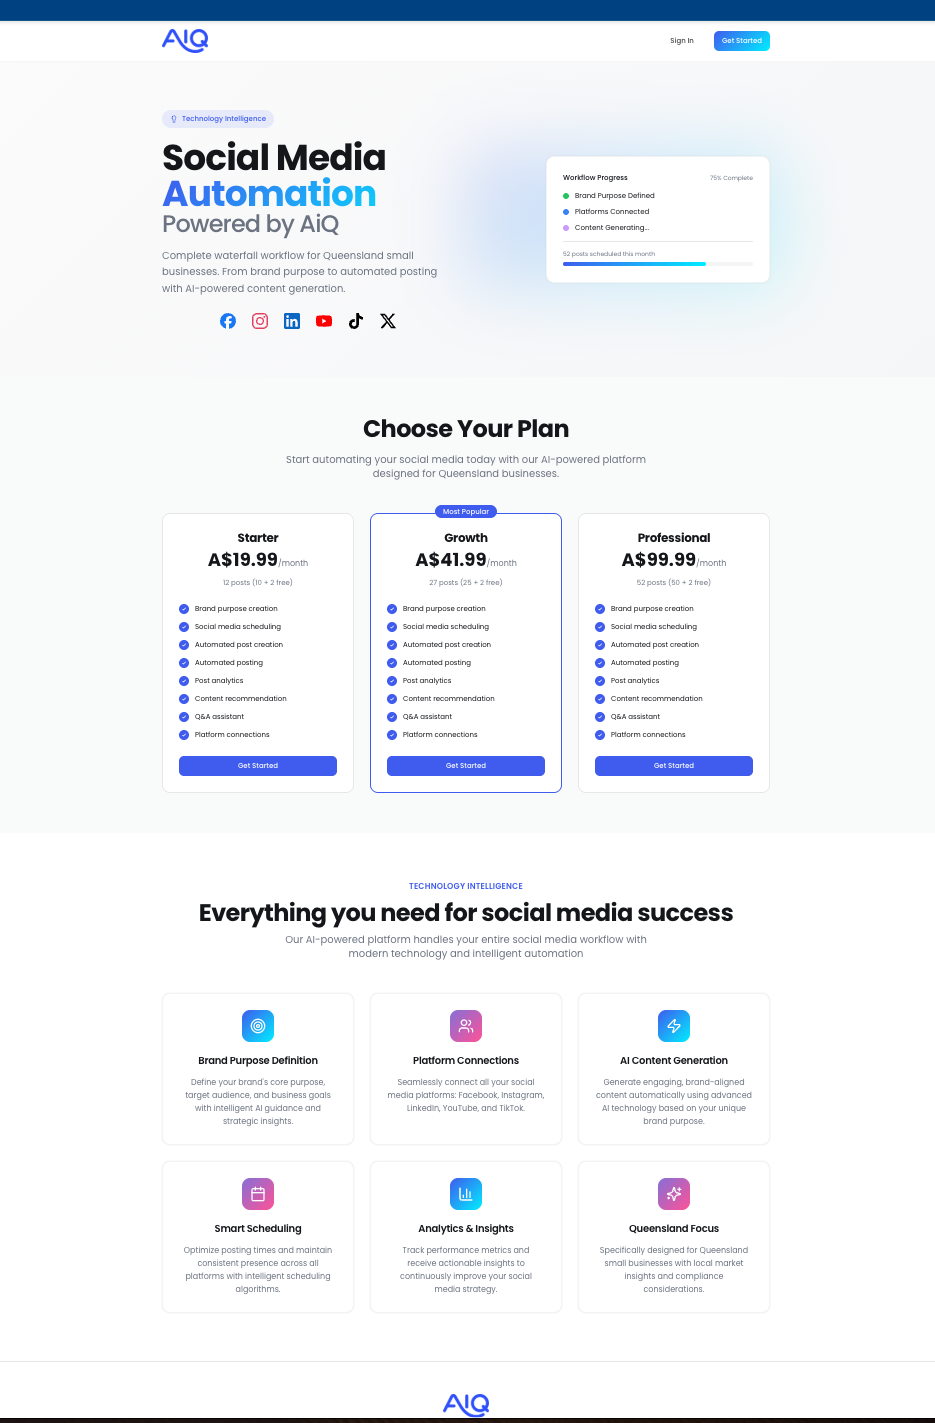 AIQ
Sign In
Get Started
Technology Intelligence
Social Media
Automation
Powered by AiQ
Complete waterfall workflow for Queensland small
businesses. From brand purpose to automated posting
with AI-powered content generation.
Workflow Progress
75% Complete
Brand Purpose Defined
Platforms Connected
Content Generating...
52 posts scheduled this month
Choose Your Plan
Start automating your social media today with our AI-powered platform
designed for Queensland businesses.
Starter
A$19.99/month
12 posts (10 + 2 free)
Brand purpose creation
Social media scheduling
Automated post creation
Automated posting
Post analytics
Content recommendation
Q&A assistant
Platform connections
Get Started
Most Popular
Growth
A$41.99/month
27 posts (25 + 2 free)
Brand purpose creation
Social media scheduling
Automated post creation
Automated posting
Post analytics
Content recommendation
Q&A assistant
Platform connections
Get Started
Professional
A$99.99/month
52 posts (50 + 2 free)
Brand purpose creation
Social media scheduling
Automated post creation
Automated posting
Post analytics
Content recommendation
Q&A assistant
Platform connections
Get Started
TECHNOLOGY INTELLIGENCE
Everything you need for social media success
Our AI-powered platform handles your entire social media workflow with
modern technology and intelligent automation
Brand Purpose Definition
Define your brand's core purpose,
target audience, and business goals
with intelligent AI guidance and
strategic insights.
Platform Connections
Seamlessly connect all your social
media platforms: Facebook, Instagram,
LinkedIn, YouTube, and TikTok.
AI Content Generation
Generate engaging, brand-aligned
content automatically using advanced
AI technology based on your unique
brand purpose.
Smart Scheduling
Optimize posting times and maintain
consistent presence across all
platforms with intelligent scheduling
algorithms.
Analytics & Insights
Track performance metrics and
receive actionable insights to
continuously improve your social
media strategy.
Queensland Focus
Specifically designed for Queensland
small businesses with local market
insights and compliance
considerations.
AIQ